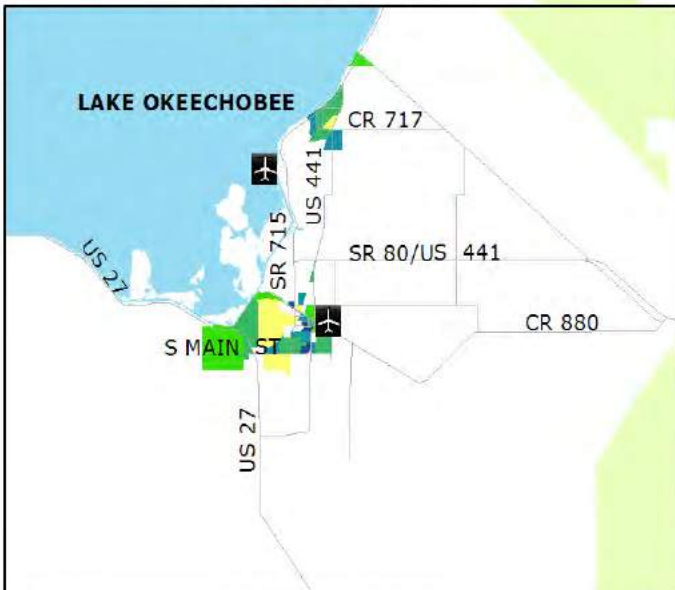 LAKE OKEECHOBEE
CR 717
US 441
SR 715
US 27
SR 80/US 441
CR 880
S MAIN ST
US 27